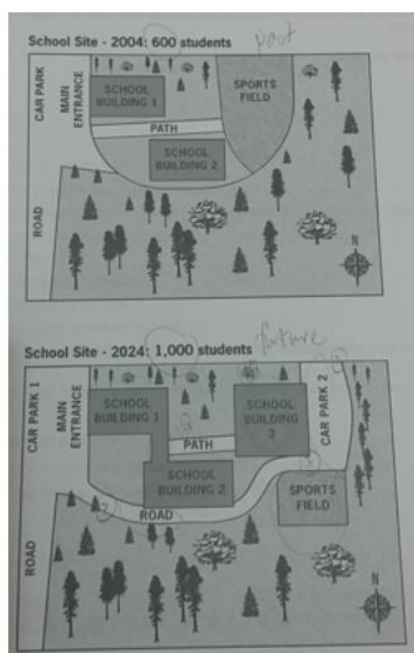 School Site - 2004: 600 students
past
CAR PARK
MAIN
ENTRANCE
SCHOOL
BUILDING 1
SPORTS
FIELD
PATH
SCHOOL
BUILDING 2
ROAD
N
future
School Site - 2024: 1,000 students
CAR PARK 1
MAIN
ENTRANCE
SCHOOL
BUILDING 1
SCHOOL
BUILDING
3
CAR PARK 2
PATH
SCHOOL
BUILDING 2
SPORTS
FIELD
ROAD
ROAD
N